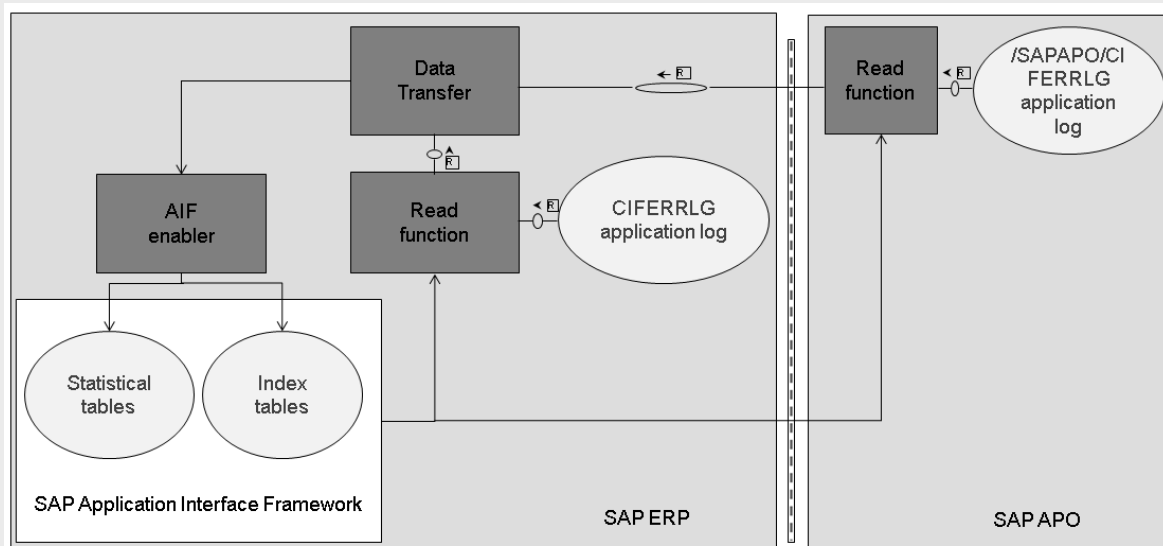 Data
Transfer
R
Read
function
R
/SAPAPO/CI
FERRLG
application
log
R
AIF
enabler
Read
function
R
CIFERRLG
application log
Statistical
tables
Index
tables
SAP Application Interface Framework
SAP ERP
SAP APO